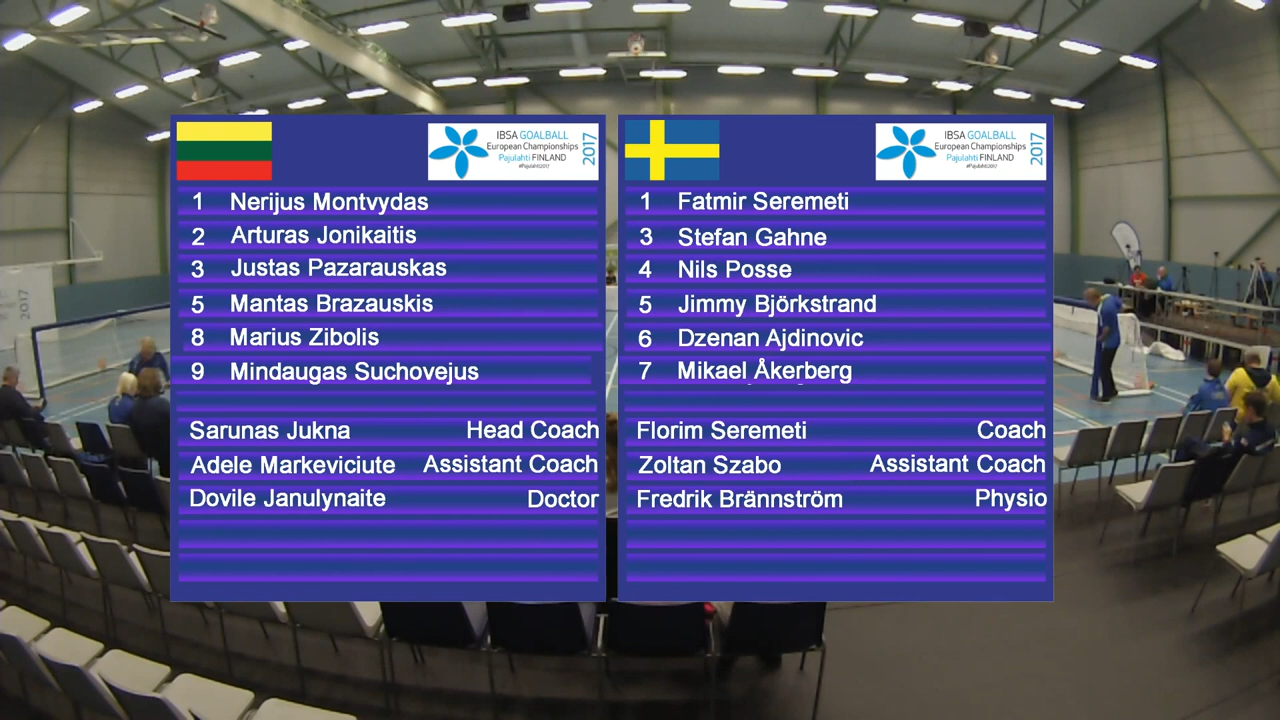 IBSA GOALBALL
European Championships
Pajulahti FINLAND
#Pajulahti2017
2017
1 Nerijus Montvydas
2 Arturas Jonikaitis
3 Justas Pazarauskas
5 Mantas Brazauskis
8 Marius Zibolis
9 Mindaugas Suchovejus
Sarunas Jukna Head Coach
Adele Markeviciute Assistant Coach
Dovile Janulynaite Doctor
IBSA GOALBALL
European Championships
Pajulahti FINLAND
#Pajulahti2017
2017
1 Fatmir Seremeti
3 Stefan Gahne
4 Nils Posse
5 Jimmy Björkstrand
6 Dzenan Ajdinovic
7 Mikael Åkerberg
Florim Seremeti Coach
Zoltan Szabo Assistant Coach
Fredrik Brännström Physio
2017